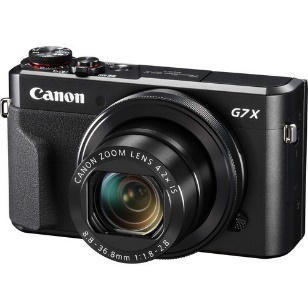 Canon
G7X
CANON ZOOM LENS 4.2x IS
8.8-36.8mm 1:1.8-2.8